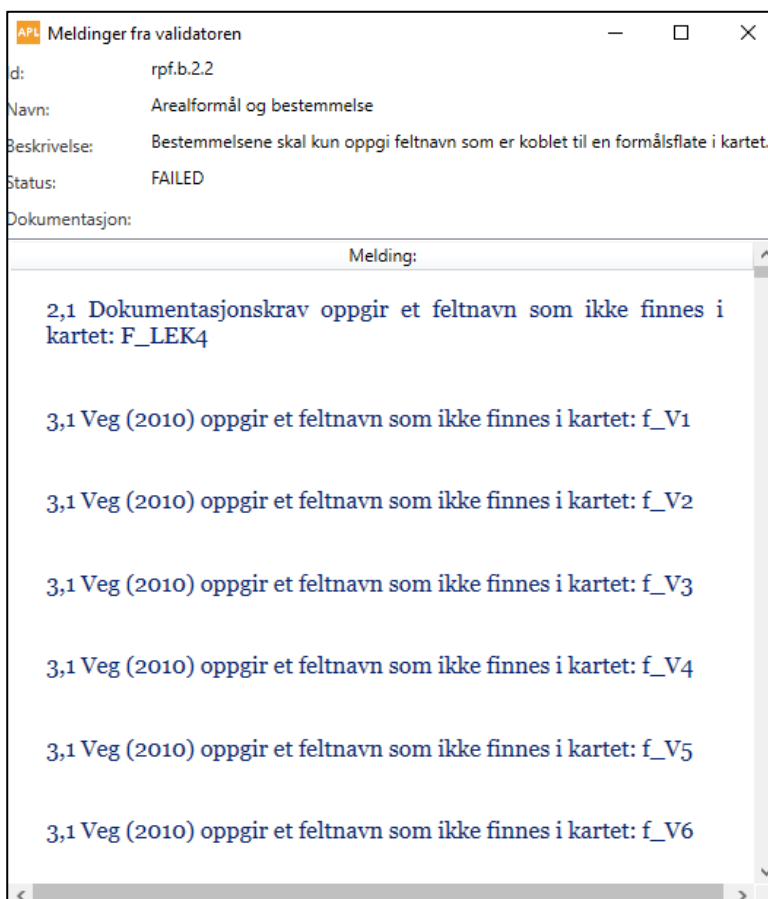 APL Meldinger fra validatoren
Id: rpf.b.2.2
Navn: Arealformål og bestemmelse
Beskrivelse: Bestemmelsene skal kun oppgi feltnavn som er koblet til en formålsflate i kartet.
Status: FAILED
Dokumentasjon:
Melding:
2,1 Dokumentasjonskrav oppgir et feltnavn som ikke finnes i
kartet: F_LEK4
3,1 Veg (2010) oppgir et feltnavn som ikke finnes i kartet: f_V1
3,1 Veg (2010) oppgir et feltnavn som ikke finnes i kartet: f_V2
3,1 Veg (2010) oppgir et feltnavn som ikke finnes i kartet: f_V3
3,1 Veg (2010) oppgir et feltnavn som ikke finnes i kartet: f_V4
3,1 Veg (2010) oppgir et feltnavn som ikke finnes i kartet: f_V5
3,1 Veg (2010) oppgir et feltnavn som ikke finnes i kartet: f_V6